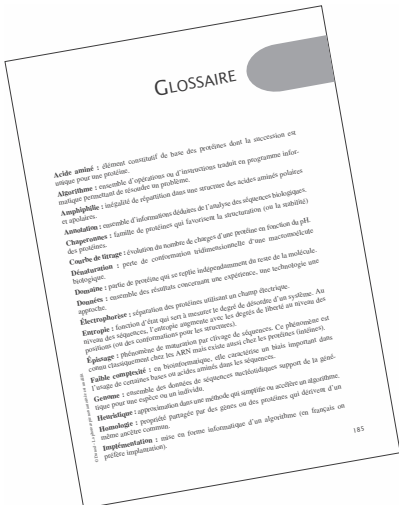 GLOSSAIRE
Acide aminé : élément constitutif de base des protéines dont la succession est
unique pour une protéine.
Algorithme : ensemble d'opérations ou d'instructions traduit en programme infor-
matique permettant de résoudre un problème.
Amphiphilie : inégalité de répartition dans une structure des acides aminés polaires
et apolaires.
Annotation : ensemble d'informations déduites de l'analyse des séquences biologiques.
Chaperonnes : famille de protéines qui favorisent la structuration (ou la stabilité)
des protéines.
Courbe de titrage : évolution du nombre de charges d'une protéine en fonction du pH.
Dénaturation : perte de conformation tridimensionnelle d'une macromolécule
biologique.
Domaine : partie de protéine qui se replie indépendamment du reste de la molécule.
Données : ensemble des résultats concernant une expérience, une technologie une
approche.
Électrophorèse : séparation des protéines utilisant un champ électrique.
Entropie : fonction d'état qui sert à mesurer le degré de désordre d'un système. Au
niveau des séquences, l'entropie augmente avec les degrés de liberté au niveau des
positions (ou des conformations pour les structures).
Épissage : phénomène de maturation par clivage de séquences. Ce phénomène est
connu classiquement chez les ARN mais existe aussi chez les protéines (intéines).
Faible complexité : en bioinformatique, elle caractérise un biais important dans
l'usage de certaines bases ou acides aminés dans les séquences.
Génome : ensemble des données de séquences nucléotidiques support de la géné-
tique pour une espèce ou un individu.
Heuristique : approximation dans une méthode qui simplifie ou accélère un algorithme.
Homologie : propriété partagée par des gènes ou des protéines qui dérivent d'un
même ancêtre commun.
Implémentation : mise en forme informatique d'un algorithme (en français on
préfère implantation).
185